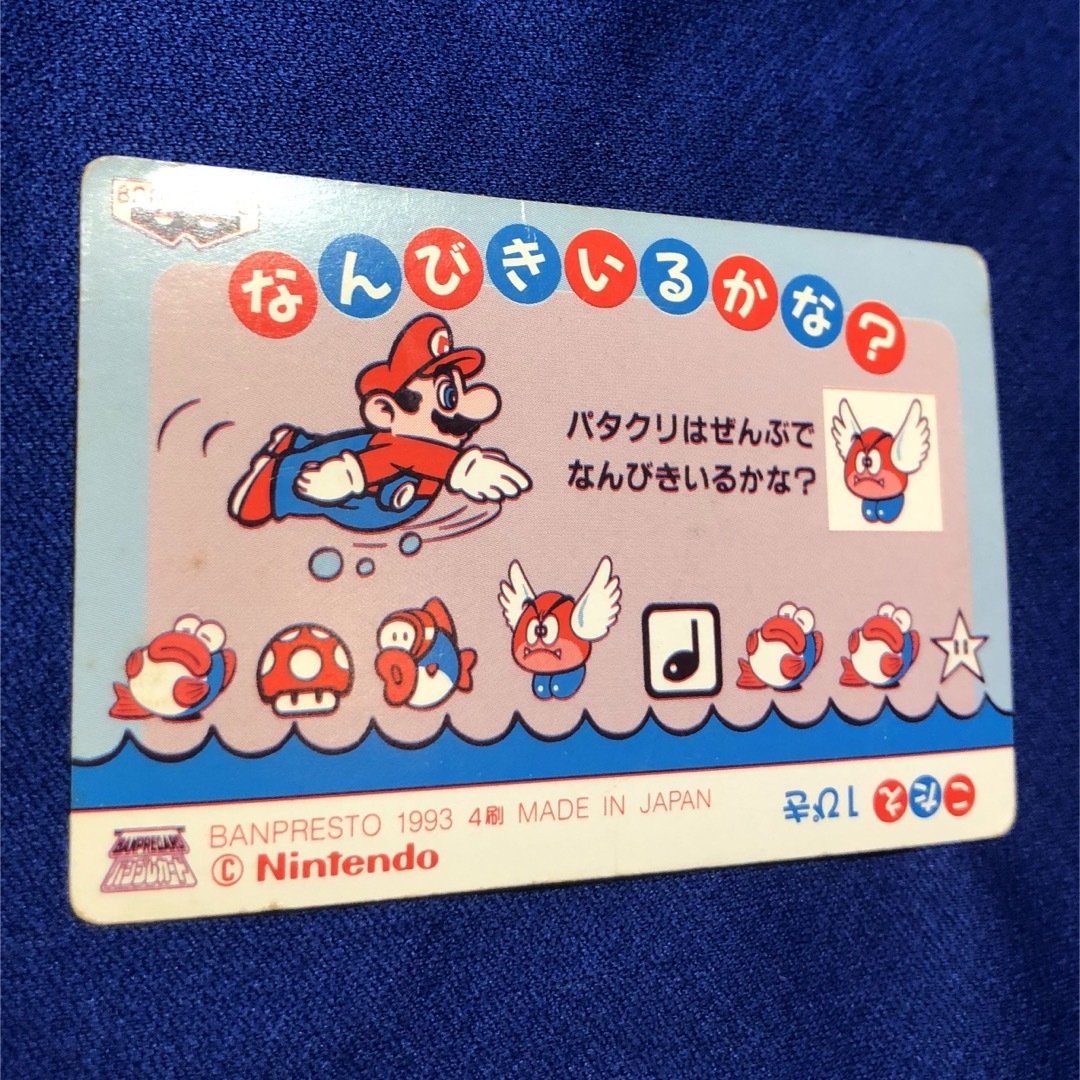 なんびきいるかな?
パタクリはぜんぶで
なんびきいるかな?
こたえ 1ぴき
BANPRESTO 1993 4刷 MADE IN JAPAN
© Nintendo